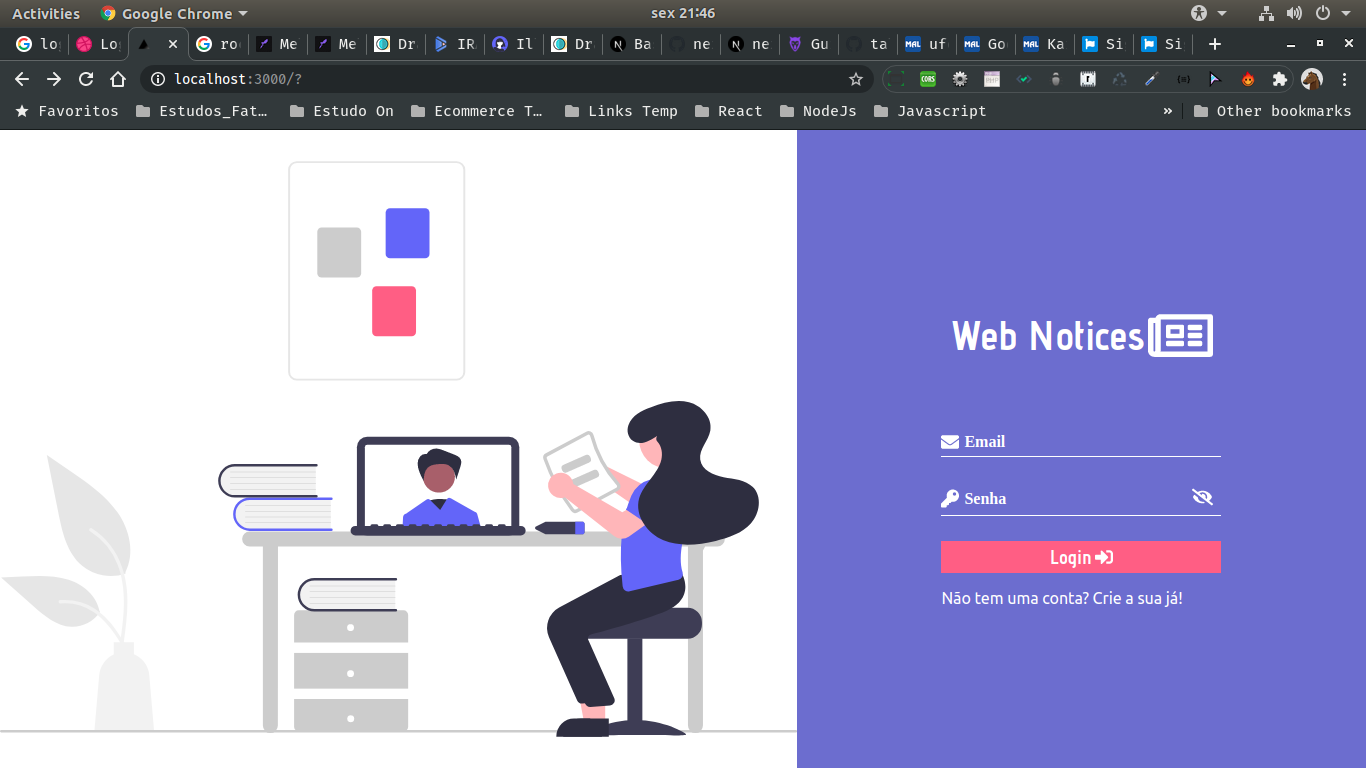 Activities Google Chrome sex 21:46
lo Lo ro Me Me Dr IR Il Dr Ba ne ne Gu ta uf Go Ka Si Si
localhost:3000/?
Favoritos Estudos_Fat… Estudo On Ecommerce T… Links Temp React NodeJs Javascript » Other bookmarks
Web Notices
Email
Senha
Login
Não tem uma conta? Crie a sua já!